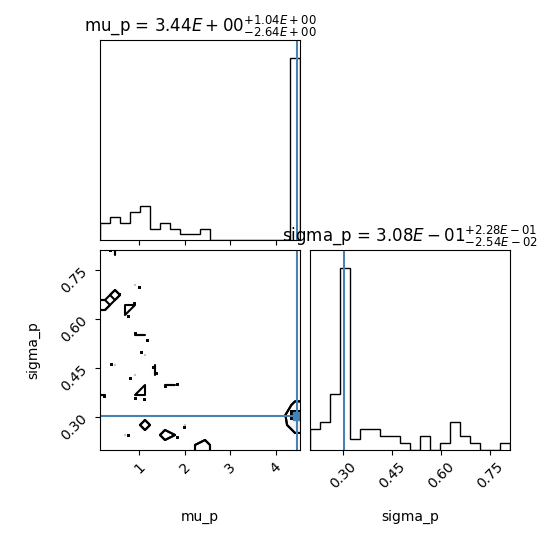 mu_p = 3.44E + 00+1.04E+00 −2.64E+00
sigma_p = 3.08E − 01+2.28E−01 −2.54E−02
sigma_p
0.75
0.60
0.45
0.30
1 2 3 4
0.30 0.45 0.60 0.75
mu_p
sigma_p